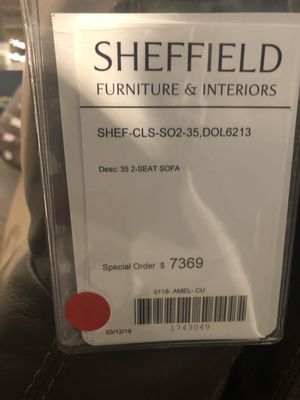 SHEFFIELD
FURNITURE & INTERIORS
SHEF-CLS-SO2-35,DOL6213
Desc: 35 2-SEAT SOFA
Special Order $ 7369
0118- AMEL- CU
03/12/19
1743049